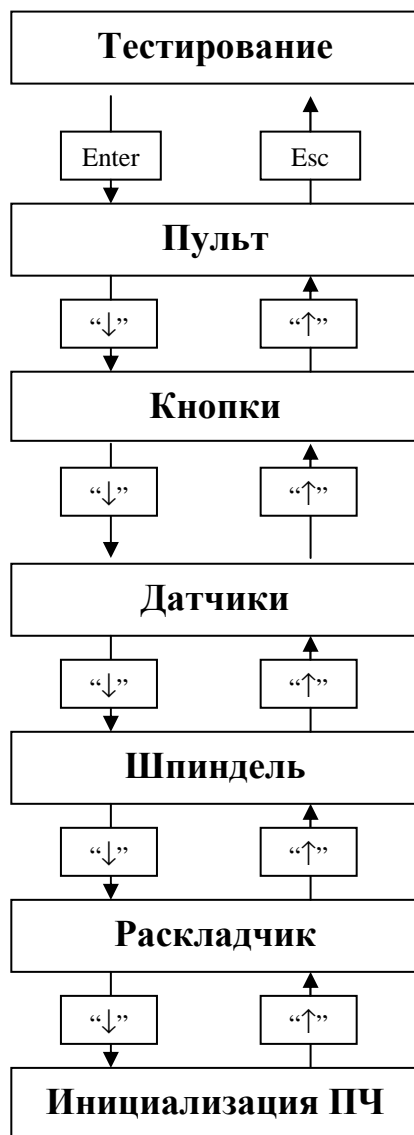 Тестирование
Enter Esc
Пульт
“↓” “↑”
Кнопки
“↓” “↑”
Датчики
“↓” “↑”
Шпиндель
“↓” “↑”
Раскладчик
“↓” “↑”
Инициализация ПЧ